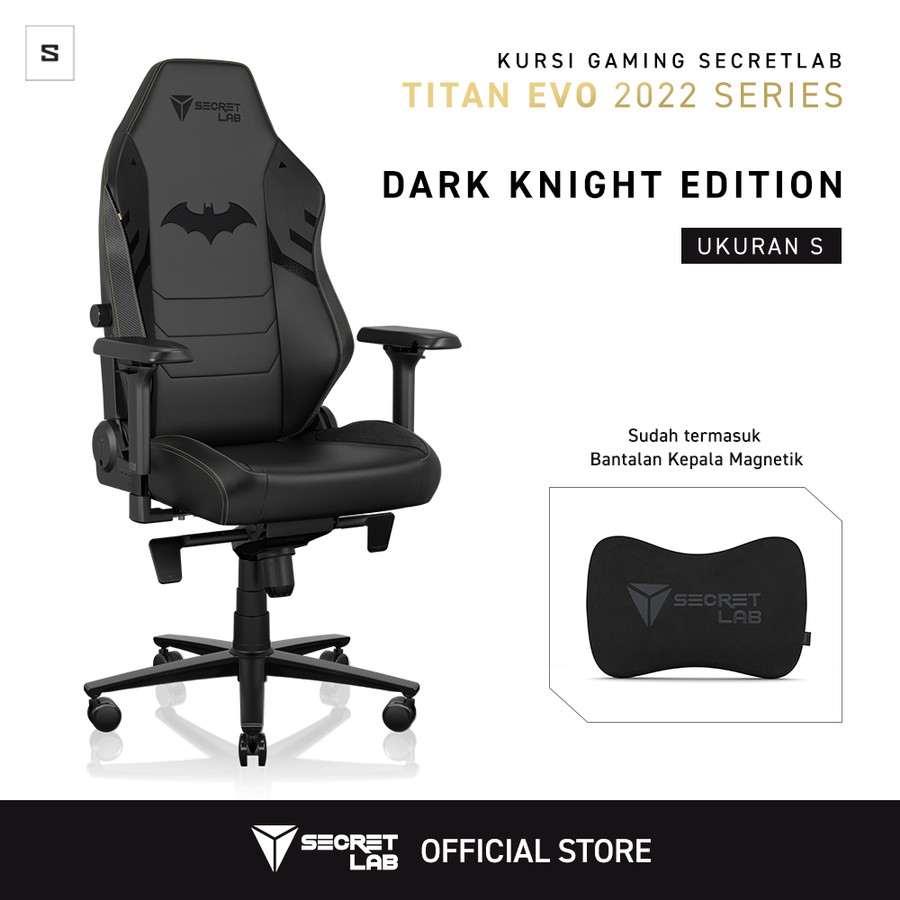 S
KURSI GAMING SECRETLAB
TITAN EVO 2022 SERIES
DARK KNIGHT EDITION
UKURAN S
SECRET
LAB
Sudah termasuk
Bantalan Kepala Magnetik
SECRET
LAB
SECRET
LAB
OFFICIAL STORE